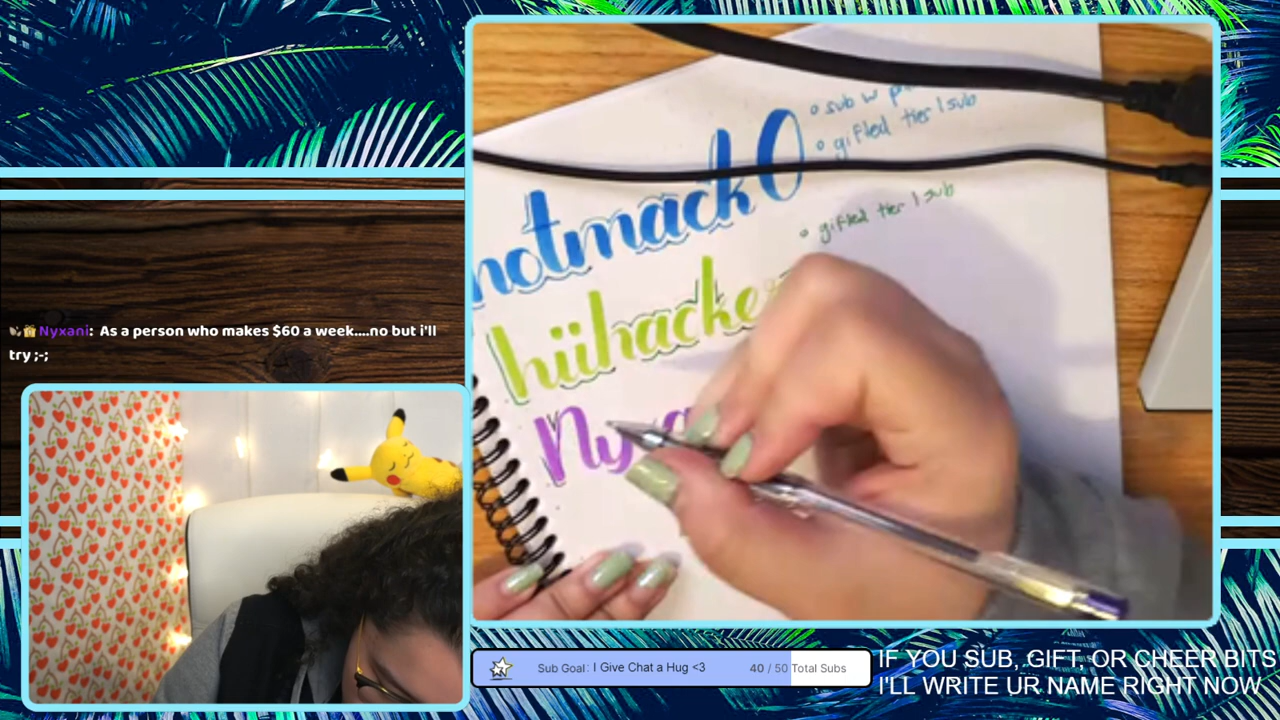 o sub w
o gifted tier 1 sub
notmack0
o gifted tier 1 sub
hiihacke
Nyxa
Nyxani: As a person who makes $60 a week....no but i'll
try ;-;
Sub Goal: I Give Chat a Hug <3 40 / 50 Total Subs
IF YOU SUB, GIFT, OR CHEER BITS
I'LL WRITE UR NAME RIGHT NOW